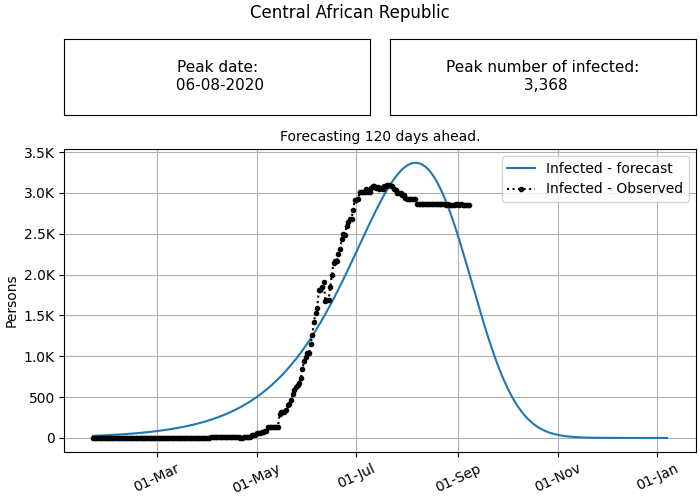 Central African Republic
Peak date:
06-08-2020
Peak number of infected:
3,368
Forecasting 120 days ahead.
3.5K
3.0K
2.5K
2.0K
1.5K
1.0K
500
0
Persons
Infected - forecast
Infected - Observed
01-Mar
01-May
01-Jul
01-Sep
01-Nov
01-Jan